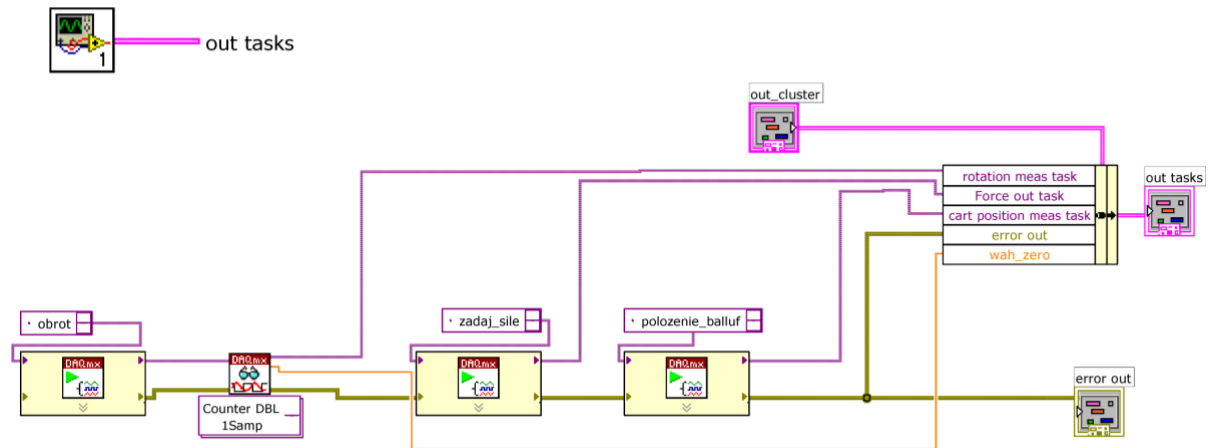 1
out tasks
out_cluster
rotation meas task
Force out task
cart position meas task
error out
wah_zero
out tasks
obrot
zadaj_sile
polozenie_balluf
DAQmx
DAQmx
DAQmx
DAQmx
Counter DBL
1Samp
error out